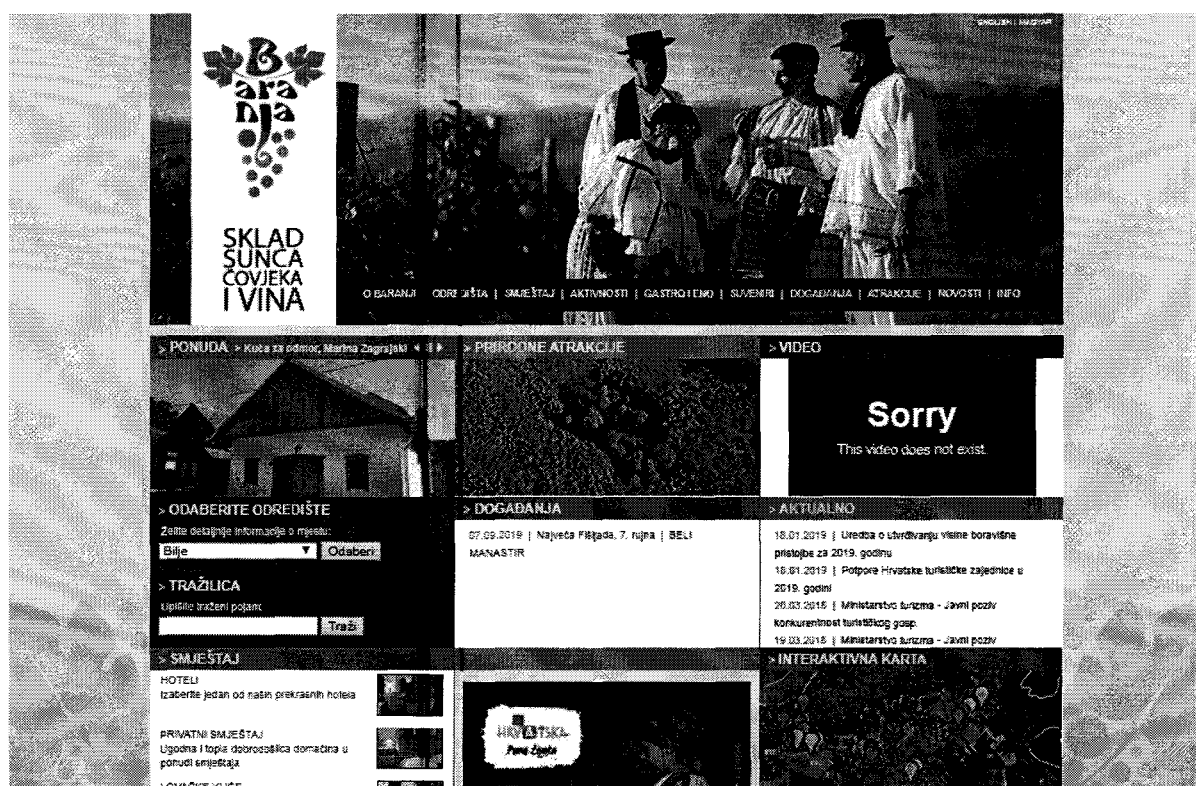 ENGLISH | MAGYAR
Baranja
SKLAD
SUNCA
ČOVJEKA
I VINA
O BARANJI | ODREDIŠTA | SMJEŠTAJ | AKTIVNOSTI | GASTRO I ENO | SUVENIRI | DOGAĐANJA | ATRAKCIJE | NOVOSTI | INFO
> PONUDA > Kuća za odmor, Marina Zagrajski
> PRIRODNE ATRAKCIJE
> VIDEO
Sorry
This video does not exist.
> ODABERITE ODREDIŠTE
Želite detaljnije informacije o mjestu:
Bilje
Odaberi
> TRAŽILICA
Upišite traženi pojam:
Traži
> DOGAĐANJA
07.09.2019 | Najveća Fišijada, 7. rujna | BELI
MANASTIR
> AKTUALNO
18.01.2019 | Uredba o utvrđivanju visine boravišne
pristojbe za 2019. godinu
18.01.2019 | Potpore Hrvatske turističke zajednice u
2019. godini
20.03.2018 | Ministarstvo turizma - Javni poziv
konkurentnost turističkog gosp.
19.03.2018 | Ministarstvo turizma - Javni poziv
> SMJEŠTAJ
HOTELI
Izaberite jedan od naših prekrasnih hotela
PRIVATNI SMJEŠTAJ
Ugodna i topla dobrodošlica domaćina u
ponudi smještaja
HRVATSKA
Puna života
> INTERAKTIVNA KARTA